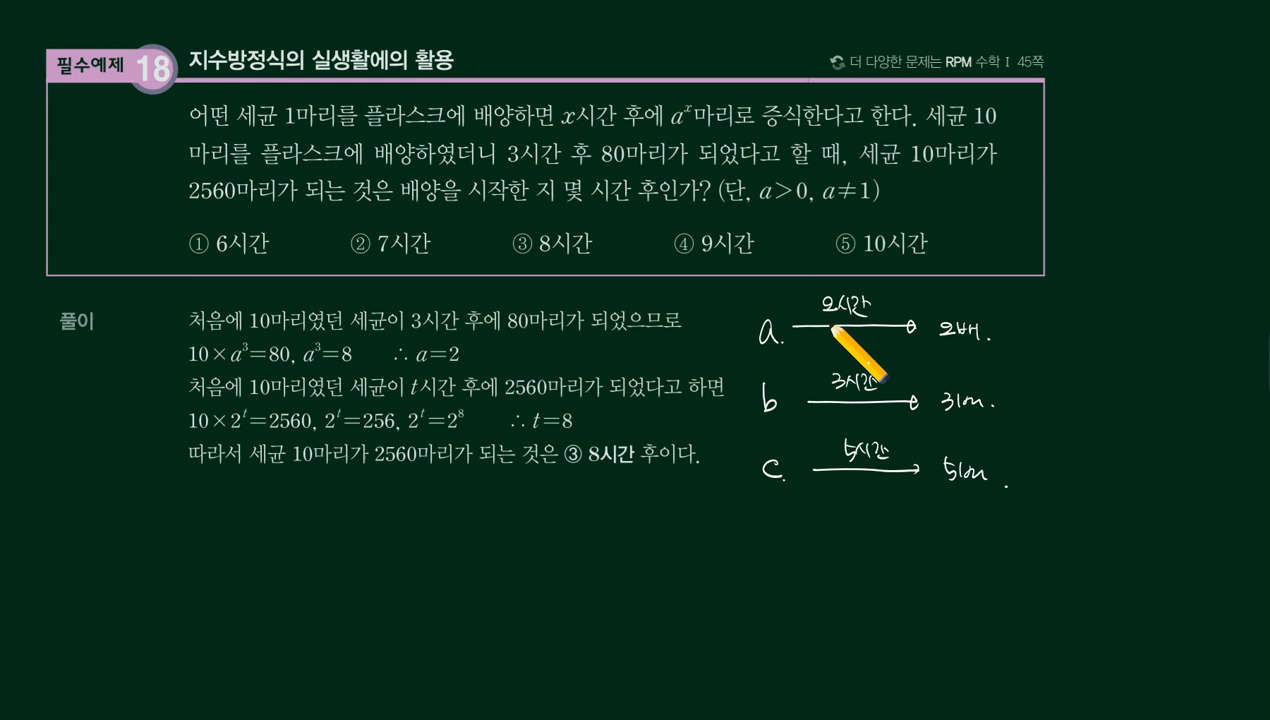 필수예제 18 지수방정식의 실생활에의 활용
더 다양한 문제는 RPM 수학 Ⅰ 45쪽
어떤 세균 1마리를 플라스크에 배양하면 x시간 후에 aˣ마리로 증식한다고 한다. 세균 10
마리를 플라스크에 배양하였더니 3시간 후 80마리가 되었다고 할 때, 세균 10마리가
2560마리가 되는 것은 배양을 시작한 지 몇 시간 후인가? (단, a>0, a≠1)
① 6시간 ② 7시간 ③ 8시간 ④ 9시간 ⑤ 10시간
풀이
처음에 10마리였던 세균이 3시간 후에 80마리가 되었으므로
10×a³=80, a³=8 ∴ a=2
처음에 10마리였던 세균이 t시간 후에 2560마리가 되었다고 하면
10×2ᵗ=2560, 2ᵗ=256, 2ᵗ=2⁸ ∴ t=8
따라서 세균 10마리가 2560마리가 되는 것은 ③ 8시간 후이다.
2시간
a. 2배.
3시간
b 3배.
5시간
c. 5배.